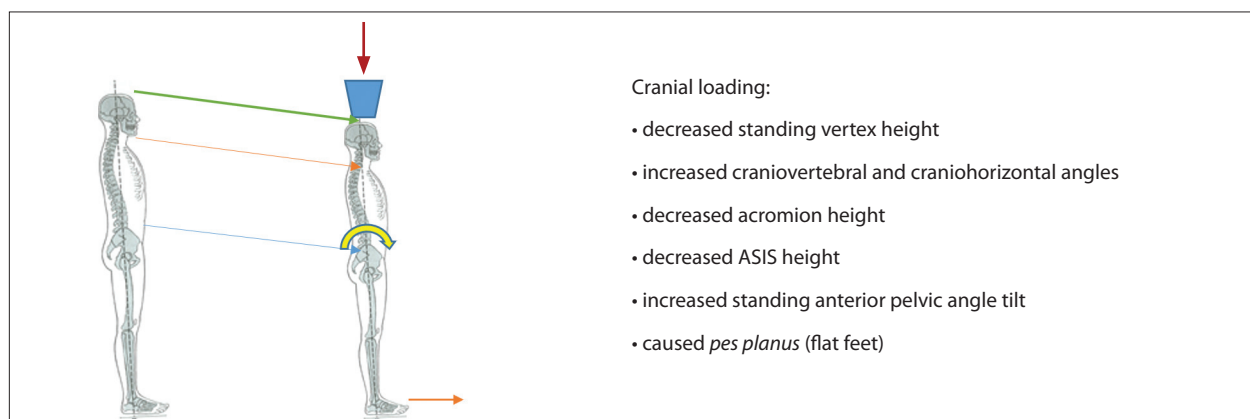 Cranial loading:
• decreased standing vertex height
• increased craniovertebral and craniohorizontal angles
• decreased acromion height
• decreased ASIS height
• increased standing anterior pelvic angle tilt
• caused pes planus (flat feet)